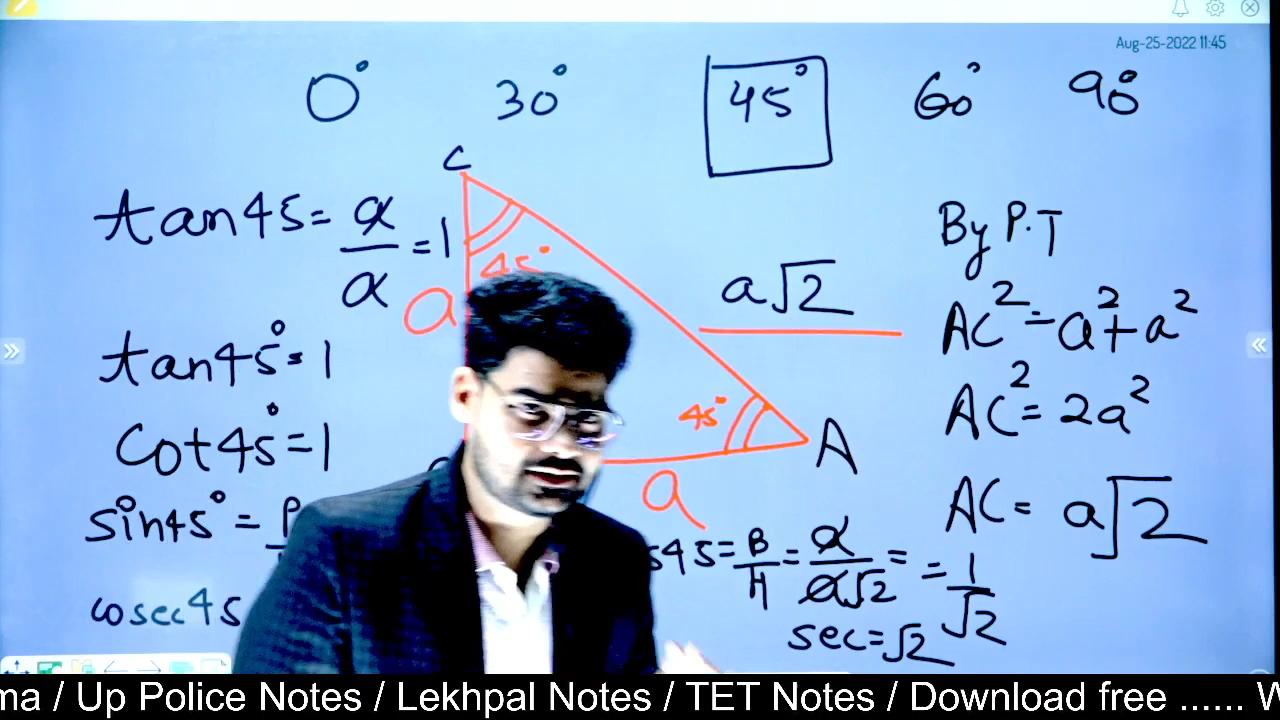 Aug-25-2022 11:45
0° 30° 45° 60° 90°
C
tan45= a/a =1
45°
a
a√2
By P.T
AC²=a²+a²
tan45°=1
45°
A
AC²=2a²
cot45°=1
a
AC= a√2
sin45°= P
s45= B/H = a/a√2 = = 1/√2
cosec45
sec=√2
ma / Up Police Notes / Lekhpal Notes / TET Notes / Download free ...... W